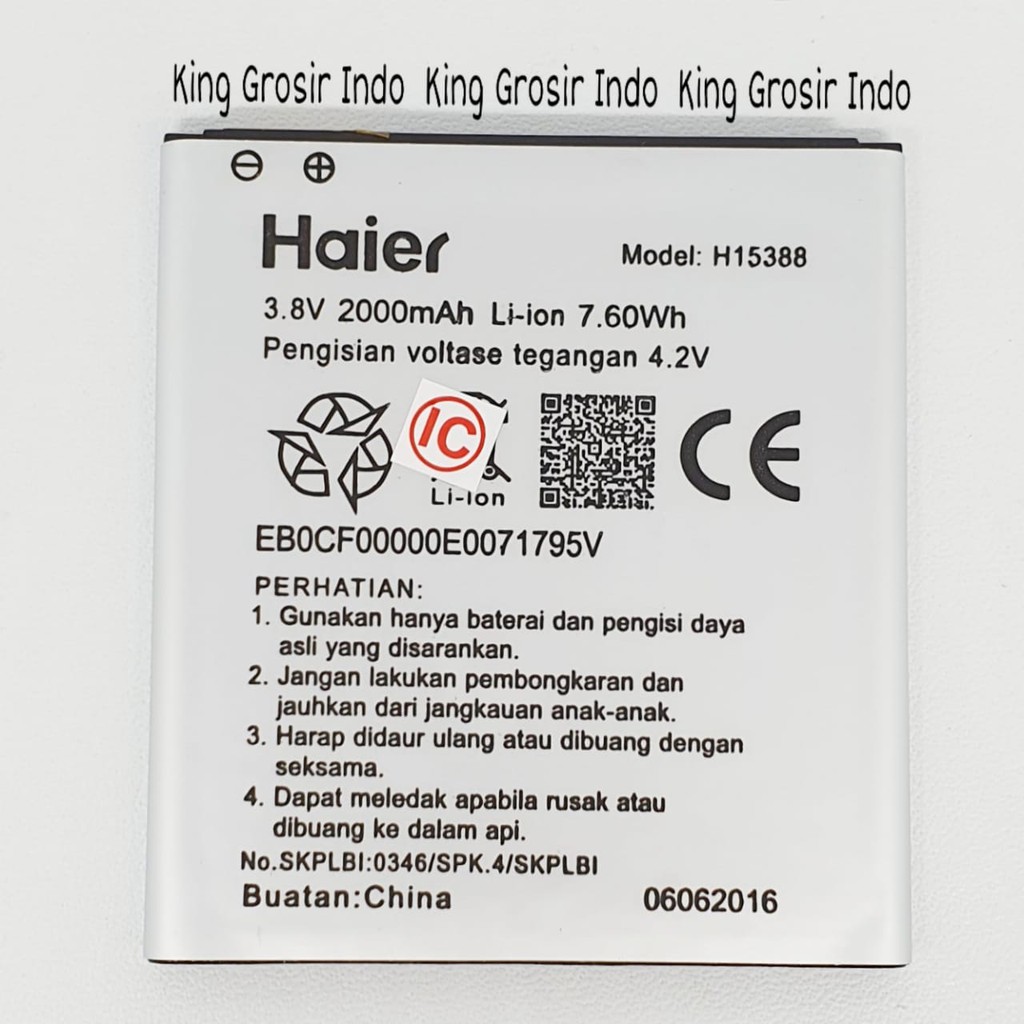 King Grosir Indo King Grosir Indo King Grosir Indo
Haier
Model: H15388
3.8V 2000mAh Li-ion 7.60Wh
Pengisian voltase tegangan 4.2V
IC
CE
Li-ion
EB0CF00000E0071795V
PERHATIAN:
1. Gunakan hanya baterai dan pengisi daya
asli yang disarankan.
2. Jangan lakukan pembongkaran dan
jauhkan dari jangkauan anak-anak.
3. Harap didaur ulang atau dibuang dengan
seksama.
4. Dapat meledak apabila rusak atau
dibuang ke dalam api.
No.SKPLBI:0346/SPK.4/SKPLBI
Buatan:China
06062016